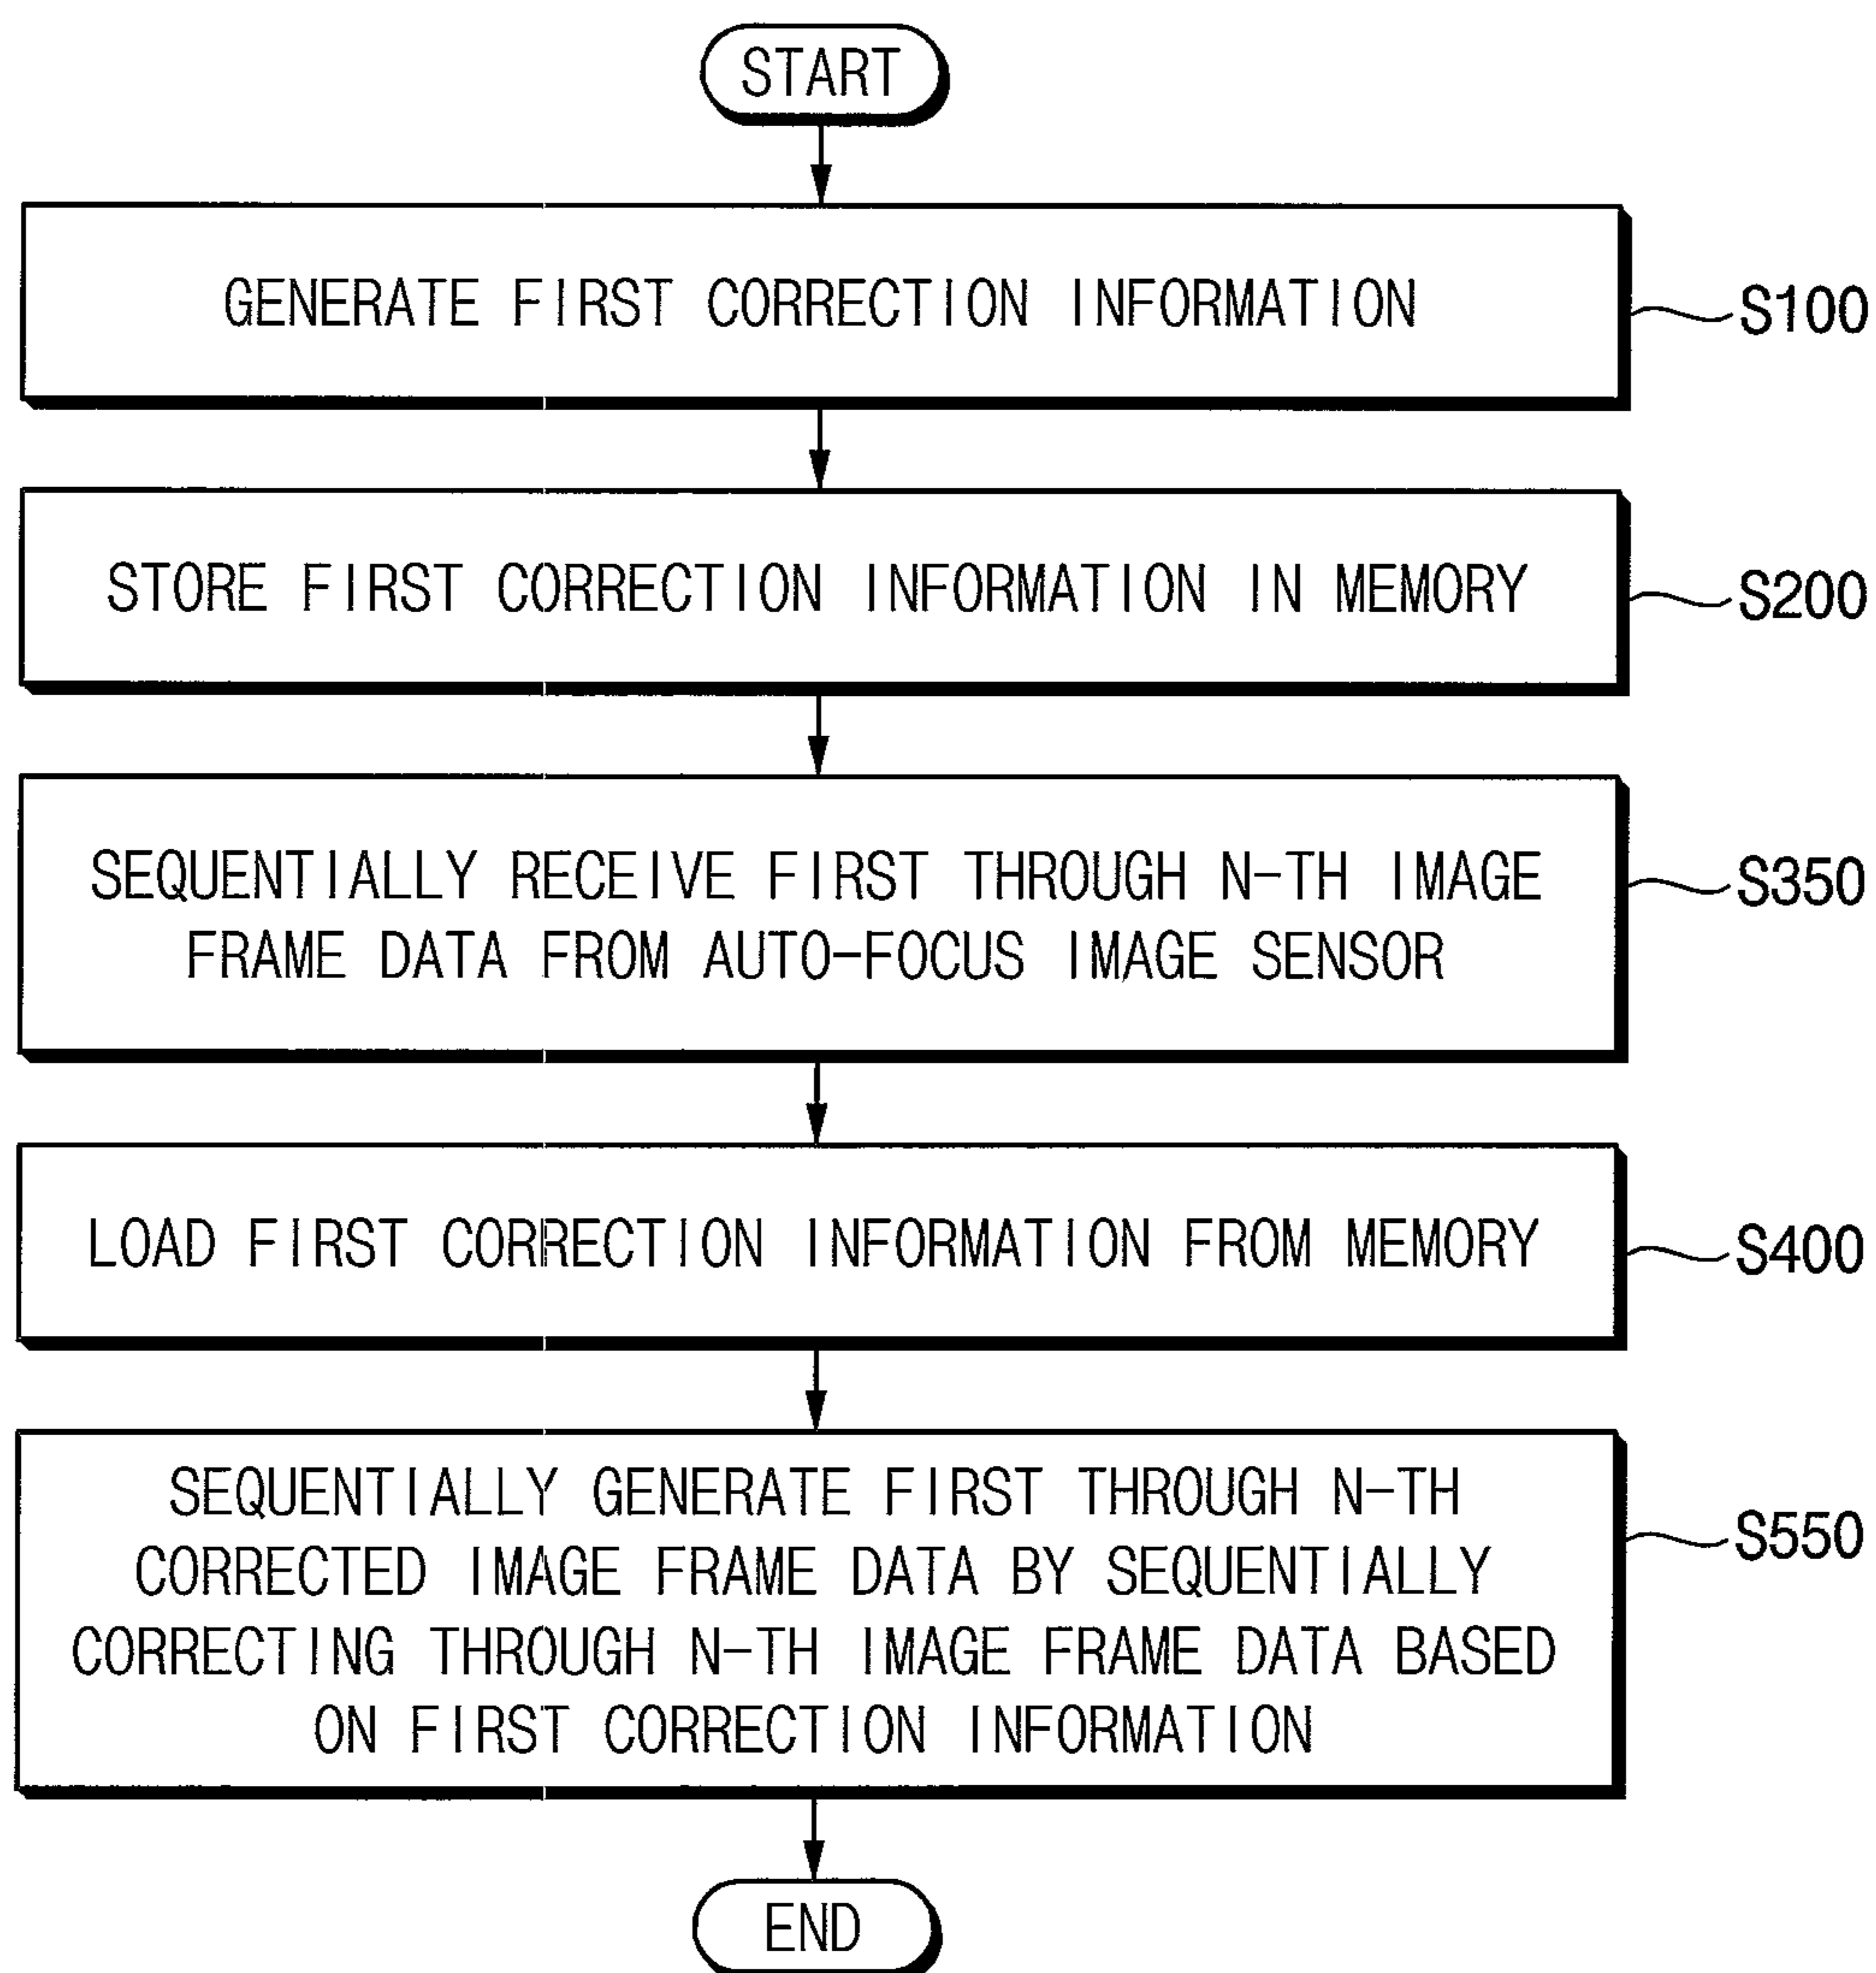 START
GENERATE FIRST CORRECTION INFORMATION
S100
STORE FIRST CORRECTION INFORMATION IN MEMORY
S200
SEQUENTIALLY RECEIVE FIRST THROUGH N-TH IMAGE
FRAME DATA FROM AUTO-FOCUS IMAGE SENSOR
S350
LOAD FIRST CORRECTION INFORMATION FROM MEMORY
S400
SEQUENTIALLY GENERATE FIRST THROUGH N-TH
CORRECTED IMAGE FRAME DATA BY SEQUENTIALLY
CORRECTING THROUGH N-TH IMAGE FRAME DATA BASED
ON FIRST CORRECTION INFORMATION
S550
END